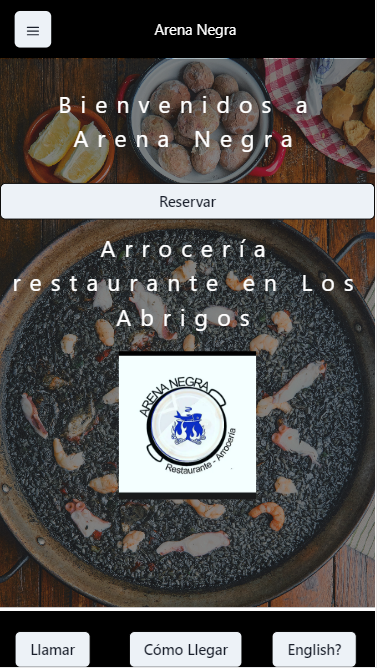 Arena Negra
Bienvenidos a
Arena Negra
Reservar
Arrocería
restaurante en Los
Abrigos
ARENA NEGRA
Restaurante - Arrocería
Llamar
Cómo Llegar
English?